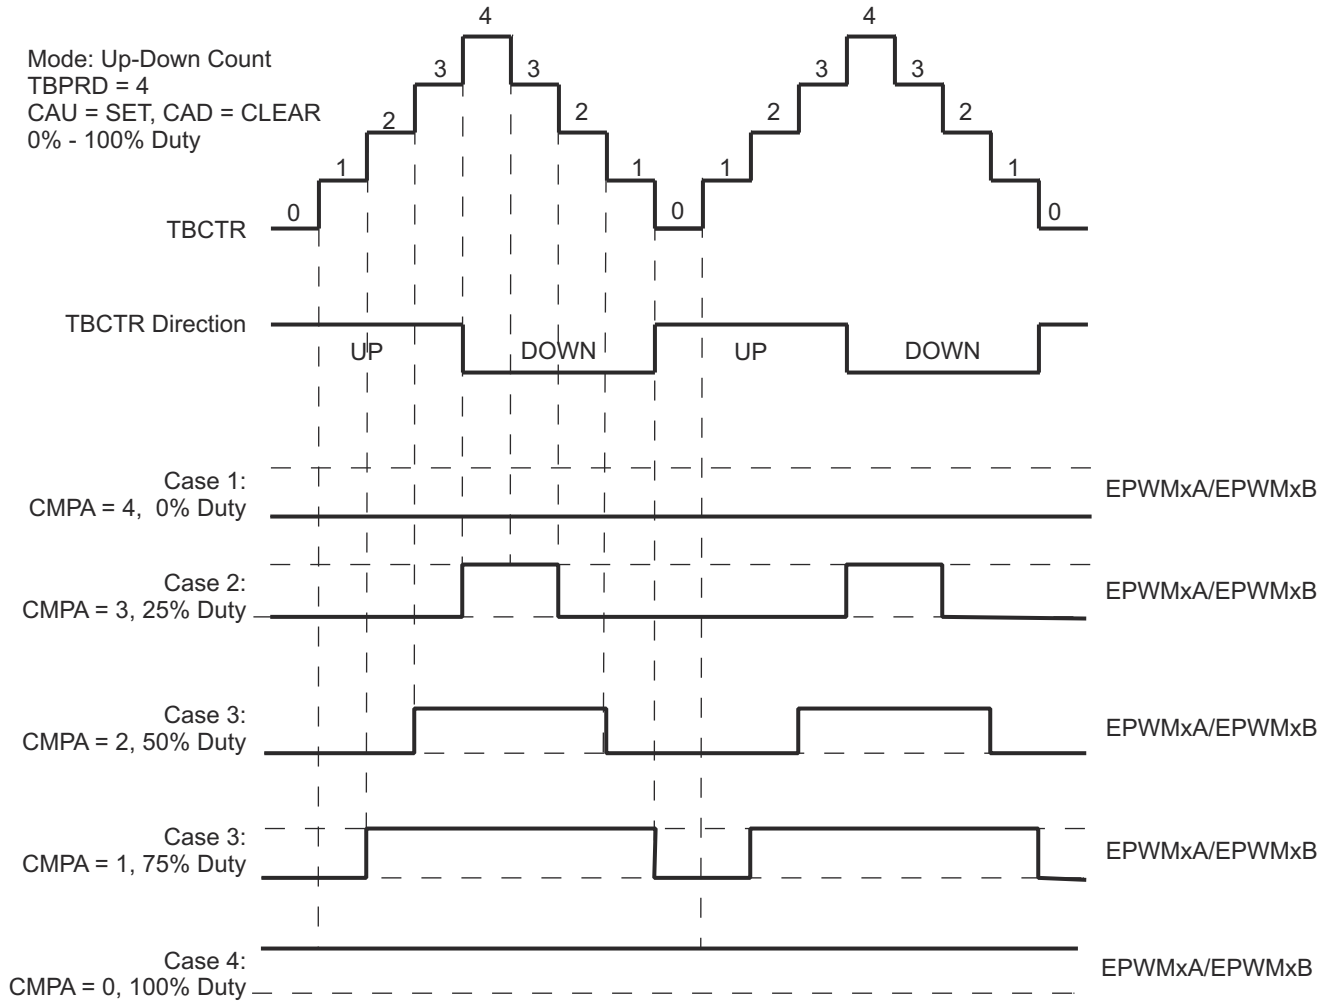 4
4
Mode: Up-Down Count
TBPRD = 4
CAU = SET, CAD = CLEAR
0% - 100% Duty
3
3
3
3
2
2
2
2
1
1
1
1
0
0
0
TBCTR
TBCTR Direction
UP
DOWN
UP
DOWN
Case 1:
CMPA = 4, 0% Duty
EPWMxA/EPWMxB
Case 2:
CMPA = 3, 25% Duty
EPWMxA/EPWMxB
Case 3:
CMPA = 2, 50% Duty
EPWMxA/EPWMxB
Case 3:
CMPA = 1, 75% Duty
EPWMxA/EPWMxB
Case 4:
CMPA = 0, 100% Duty
EPWMxA/EPWMxB